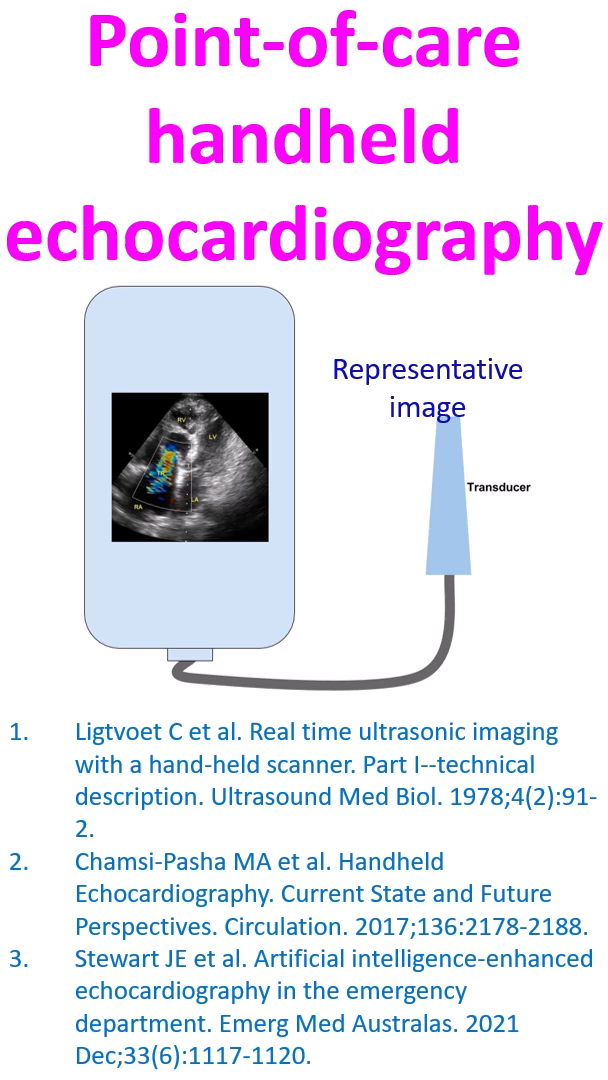 Point-of-care
handheld
echocardiography
Representative
image
RV
LV
TR
LA
RA
Transducer
1. Ligtvoet C et al. Real time ultrasonic imaging
with a hand-held scanner. Part I--technical
description. Ultrasound Med Biol. 1978;4(2):91-
2.
2. Chamsi-Pasha MA et al. Handheld
Echocardiography. Current State and Future
Perspectives. Circulation. 2017;136:2178-2188.
3. Stewart JE et al. Artificial intelligence-enhanced
echocardiography in the emergency
department. Emerg Med Australas. 2021
Dec;33(6):1117-1120.